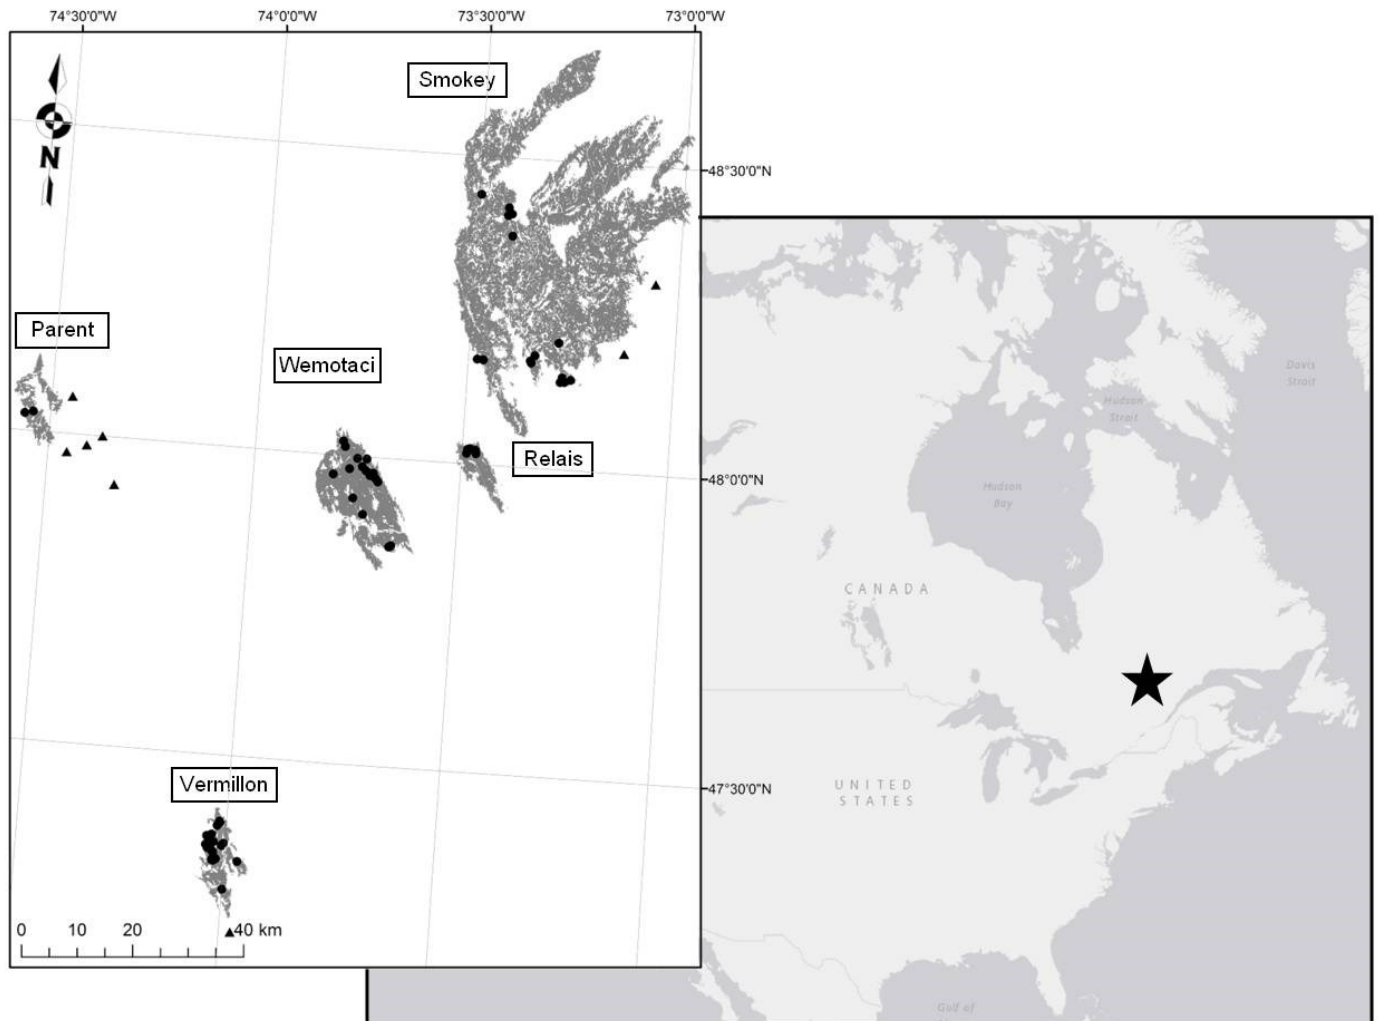 74°30'0"W 74°0'0"W 73°30'0"W 73°0'0"W
Smokey
N
48°30'0"N
Parent
Wemotaci
Relais
48°0'0"N
Davis
Strait
Hudson
Strait
Hudson
Bay
CANADA
Vermillon
47°30'0"N
UNITED
STATES
0 10 20 40 km
Gulf of